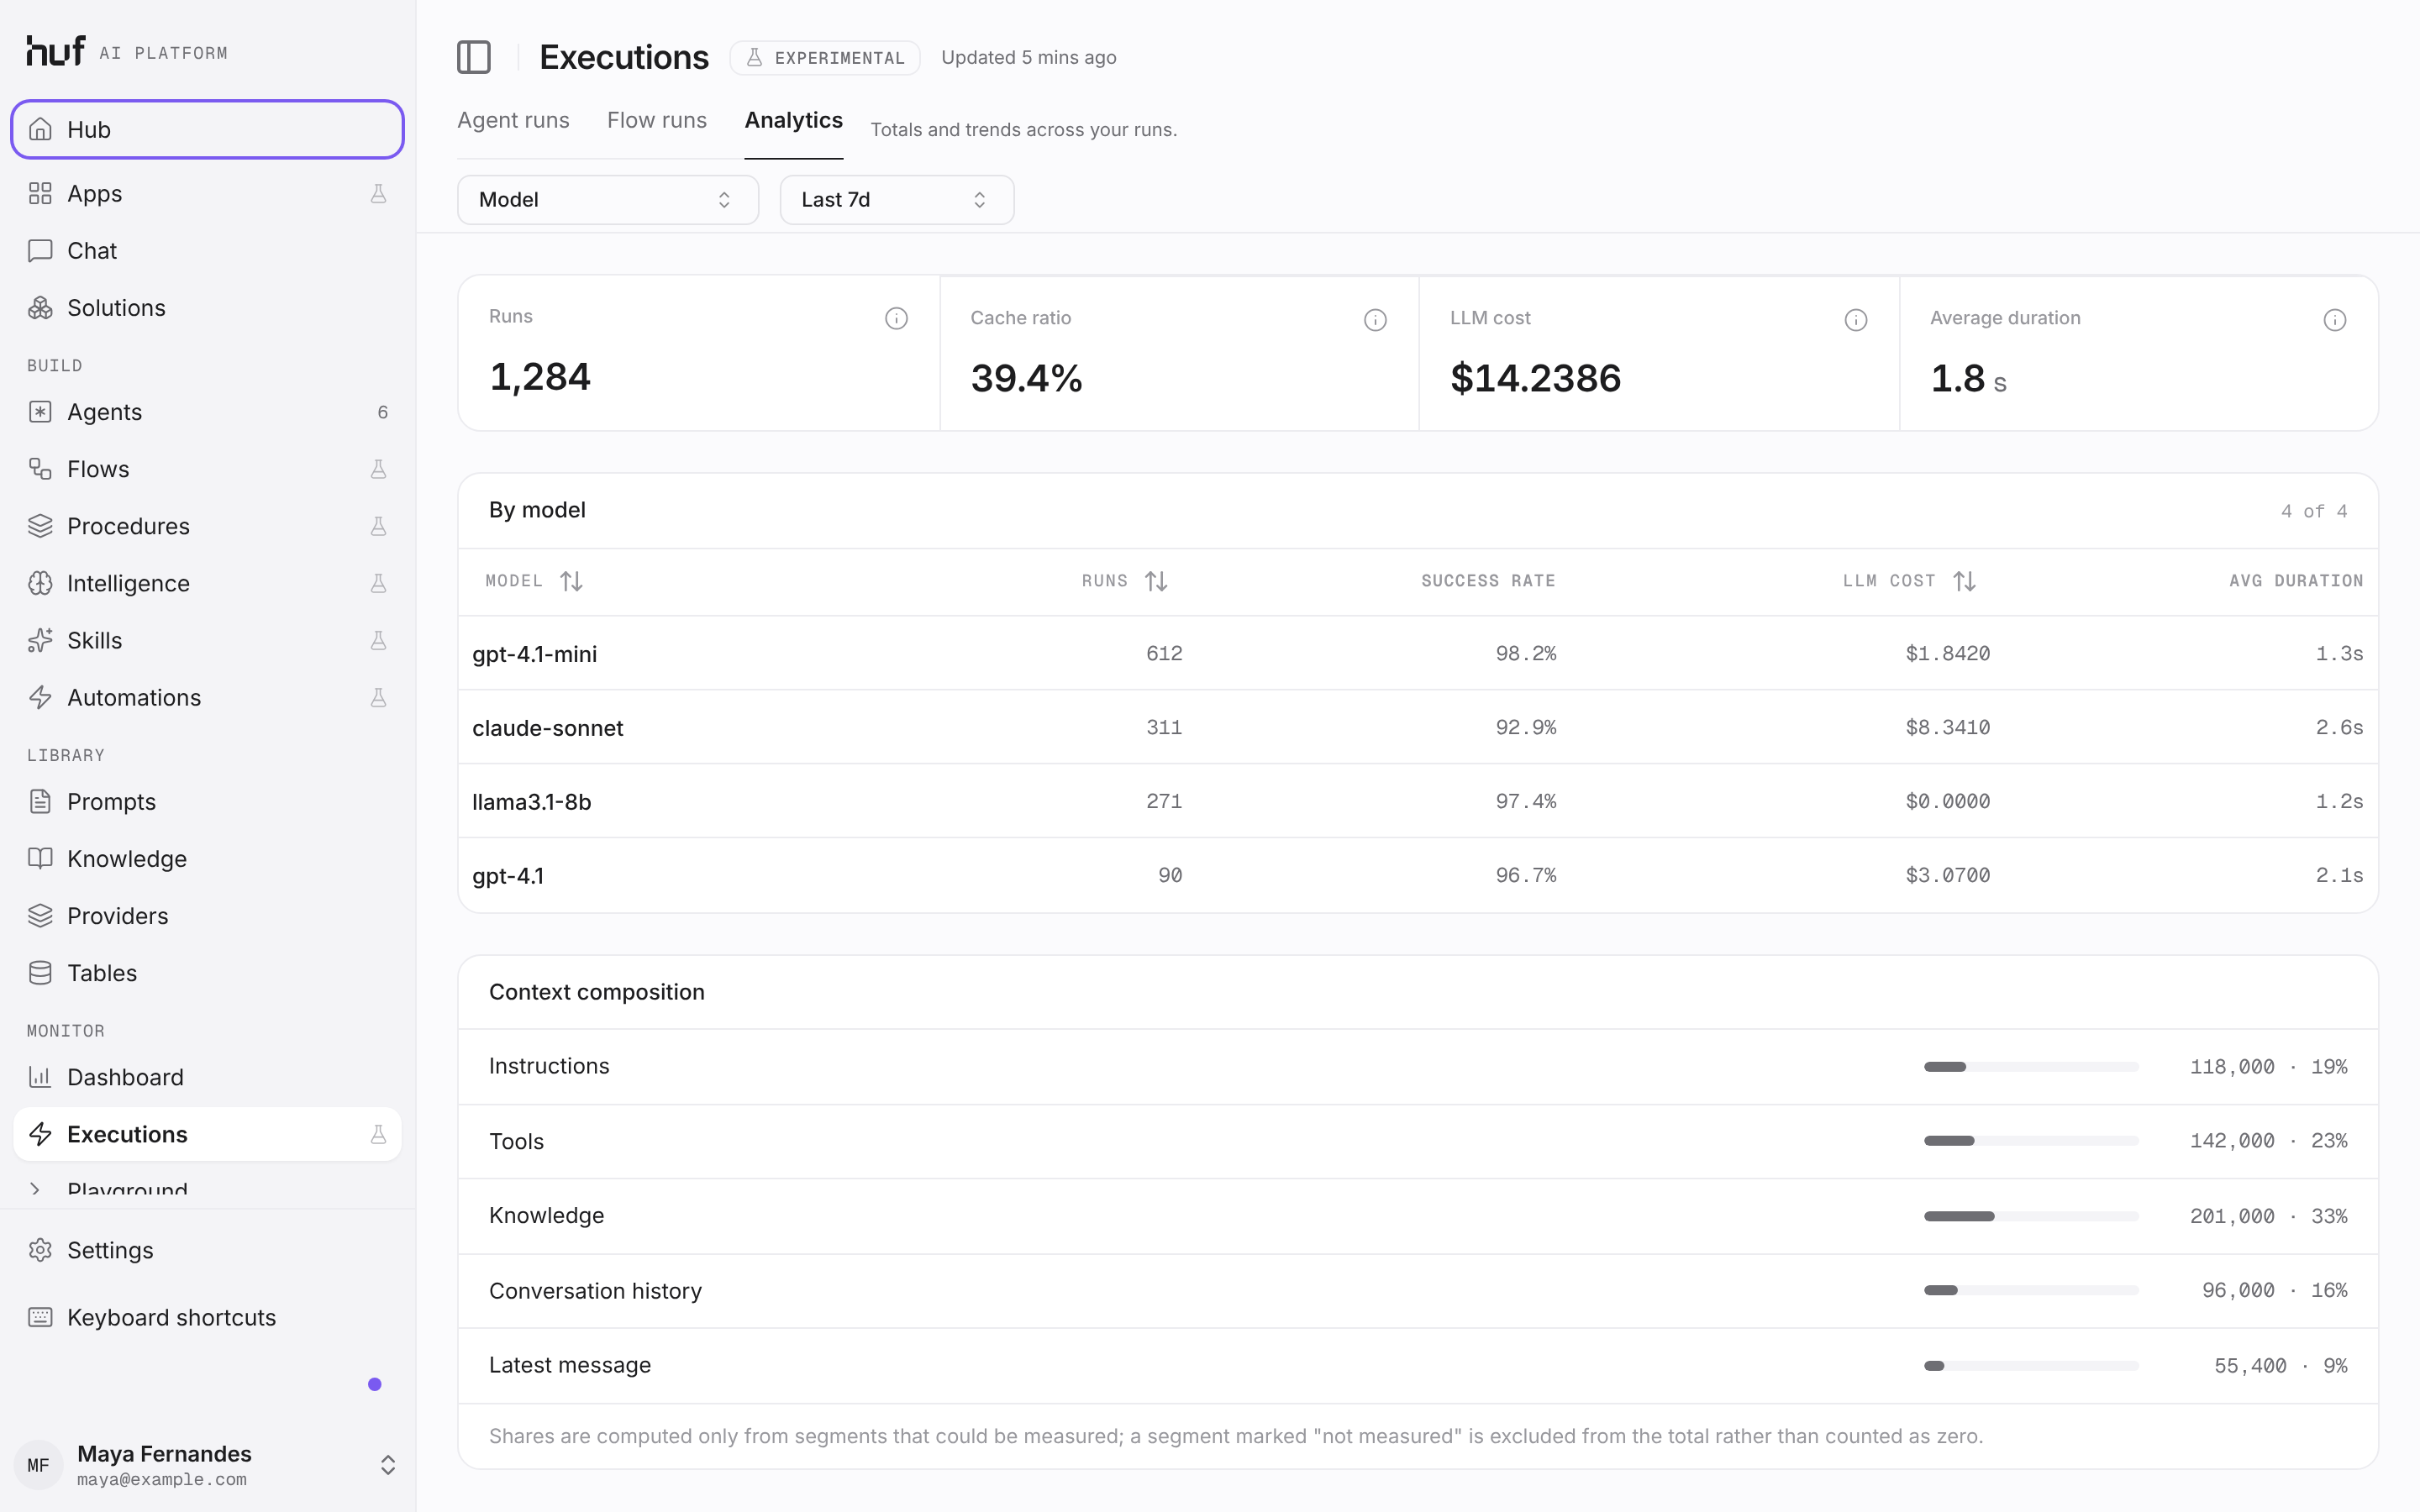 huf AI PLATFORM
Hub
Apps
Chat
Solutions
BUILD
Agents 6
Flows
Procedures
Intelligence
Skills
Automations
LIBRARY
Prompts
Knowledge
Providers
Tables
MONITOR
Dashboard
Executions
Playground
Settings
Keyboard shortcuts
MF Maya Fernandes
maya@example.com
Executions EXPERIMENTAL Updated 5 mins ago
Agent runs Flow runs Analytics Totals and trends across your runs.
Model Last 7d
Runs Cache ratio LLM cost Average duration
1,284 39.4% $14.2386 1.8 s
By model 4 of 4
MODEL RUNS SUCCESS RATE LLM COST AVG DURATION
gpt-4.1-mini 612 98.2% $1.8420 1.3s
claude-sonnet 311 92.9% $8.3410 2.6s
llama3.1-8b 271 97.4% $0.0000 1.2s
gpt-4.1 90 96.7% $3.0700 2.1s
Context composition
Instructions 118,000 · 19%
Tools 142,000 · 23%
Knowledge 201,000 · 33%
Conversation history 96,000 · 16%
Latest message 55,400 · 9%
Shares are computed only from segments that could be measured; a segment marked "not measured" is excluded from the total rather than counted as zero.